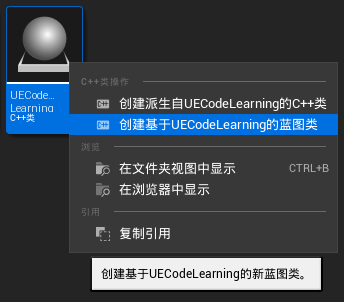 UECode...
Learning
C++类
C++类操作
创建派生自UECodeLearning的C++类
创建基于UECodeLearning的蓝图类
浏览
在文件夹视图中显示 CTRL+B
在浏览器中显示
引用
复制引用
创建基于UECodeLearning的新蓝图类。